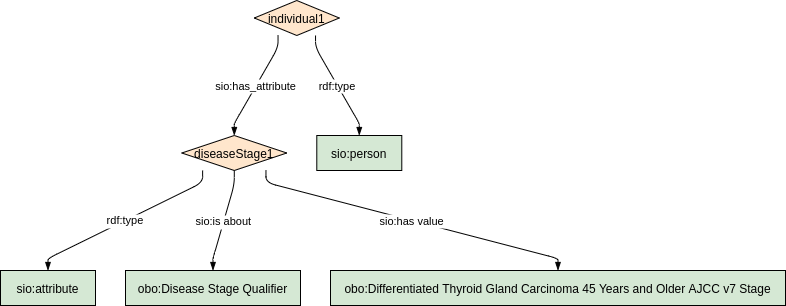 individual1
sio:has_attribute
rdf:type
diseaseStage1
sio:person
rdf:type
sio:is about
sio:has value
sio:attribute
obo:Disease Stage Qualifier
obo:Differentiated Thyroid Gland Carcinoma 45 Years and Older AJCC v7 Stage